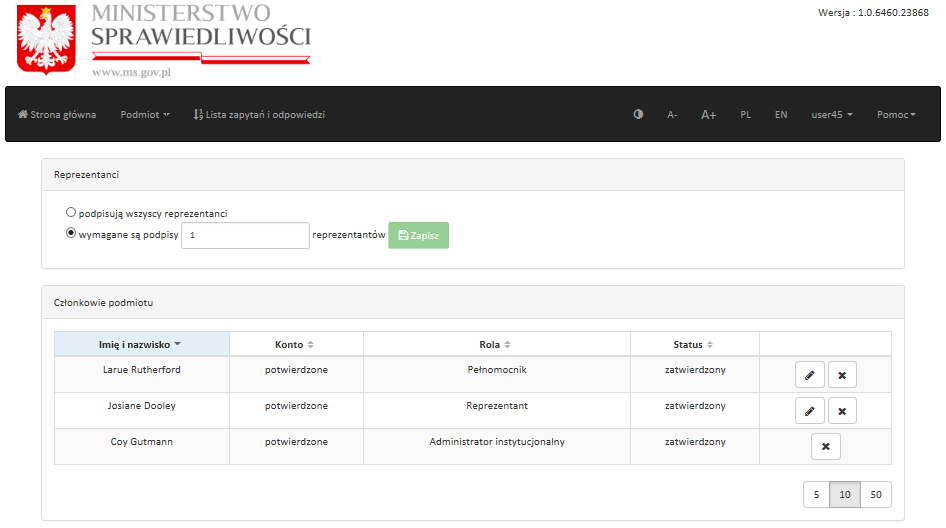 MINISTERSTWO
SPRAWIEDLIWOŚCI
www.ms.gov.pl
Wersja : 1.0.6460.23868
Strona główna Podmiot Lista zapytań i odpowiedzi A- A+ PL EN user45 Pomoc
Reprezentanci
podpisują wszyscy reprezentanci
wymagane są podpisy 1 reprezentantów Zapisz
Członkowie podmiotu
Imię i nazwisko Konto Rola Status
Larue Rutherford potwierdzone Pełnomocnik zatwierdzony
Josiane Dooley potwierdzone Reprezentant zatwierdzony
Coy Gutmann potwierdzone Administrator instytucjonalny zatwierdzony
5 10 50